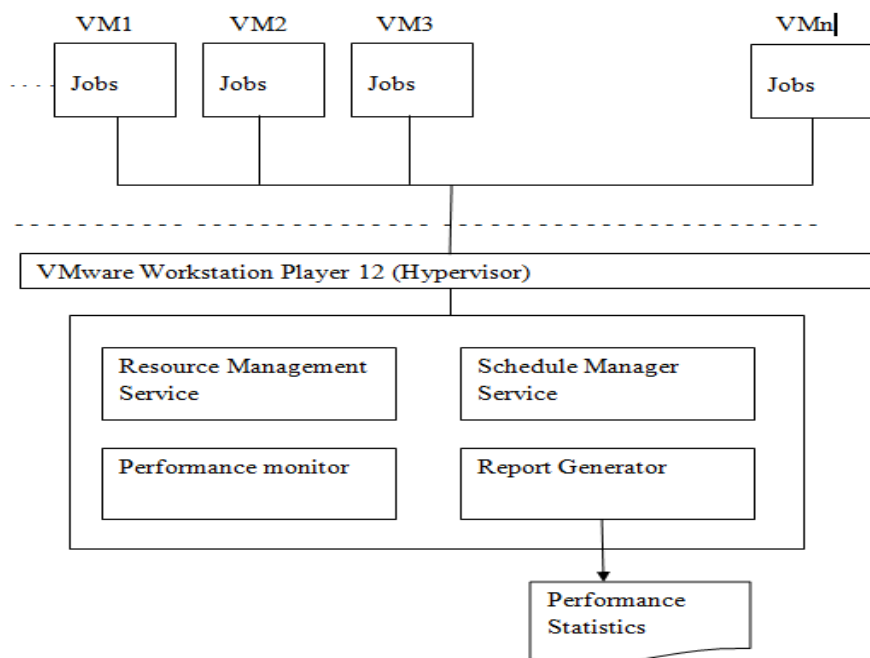 VM1 VM2 VM3 VMn
Jobs Jobs Jobs Jobs
VMware Workstation Player 12 (Hypervisor)
Resource Management
Service
Schedule Manager
Service
Performance monitor
Report Generator
Performance
Statistics